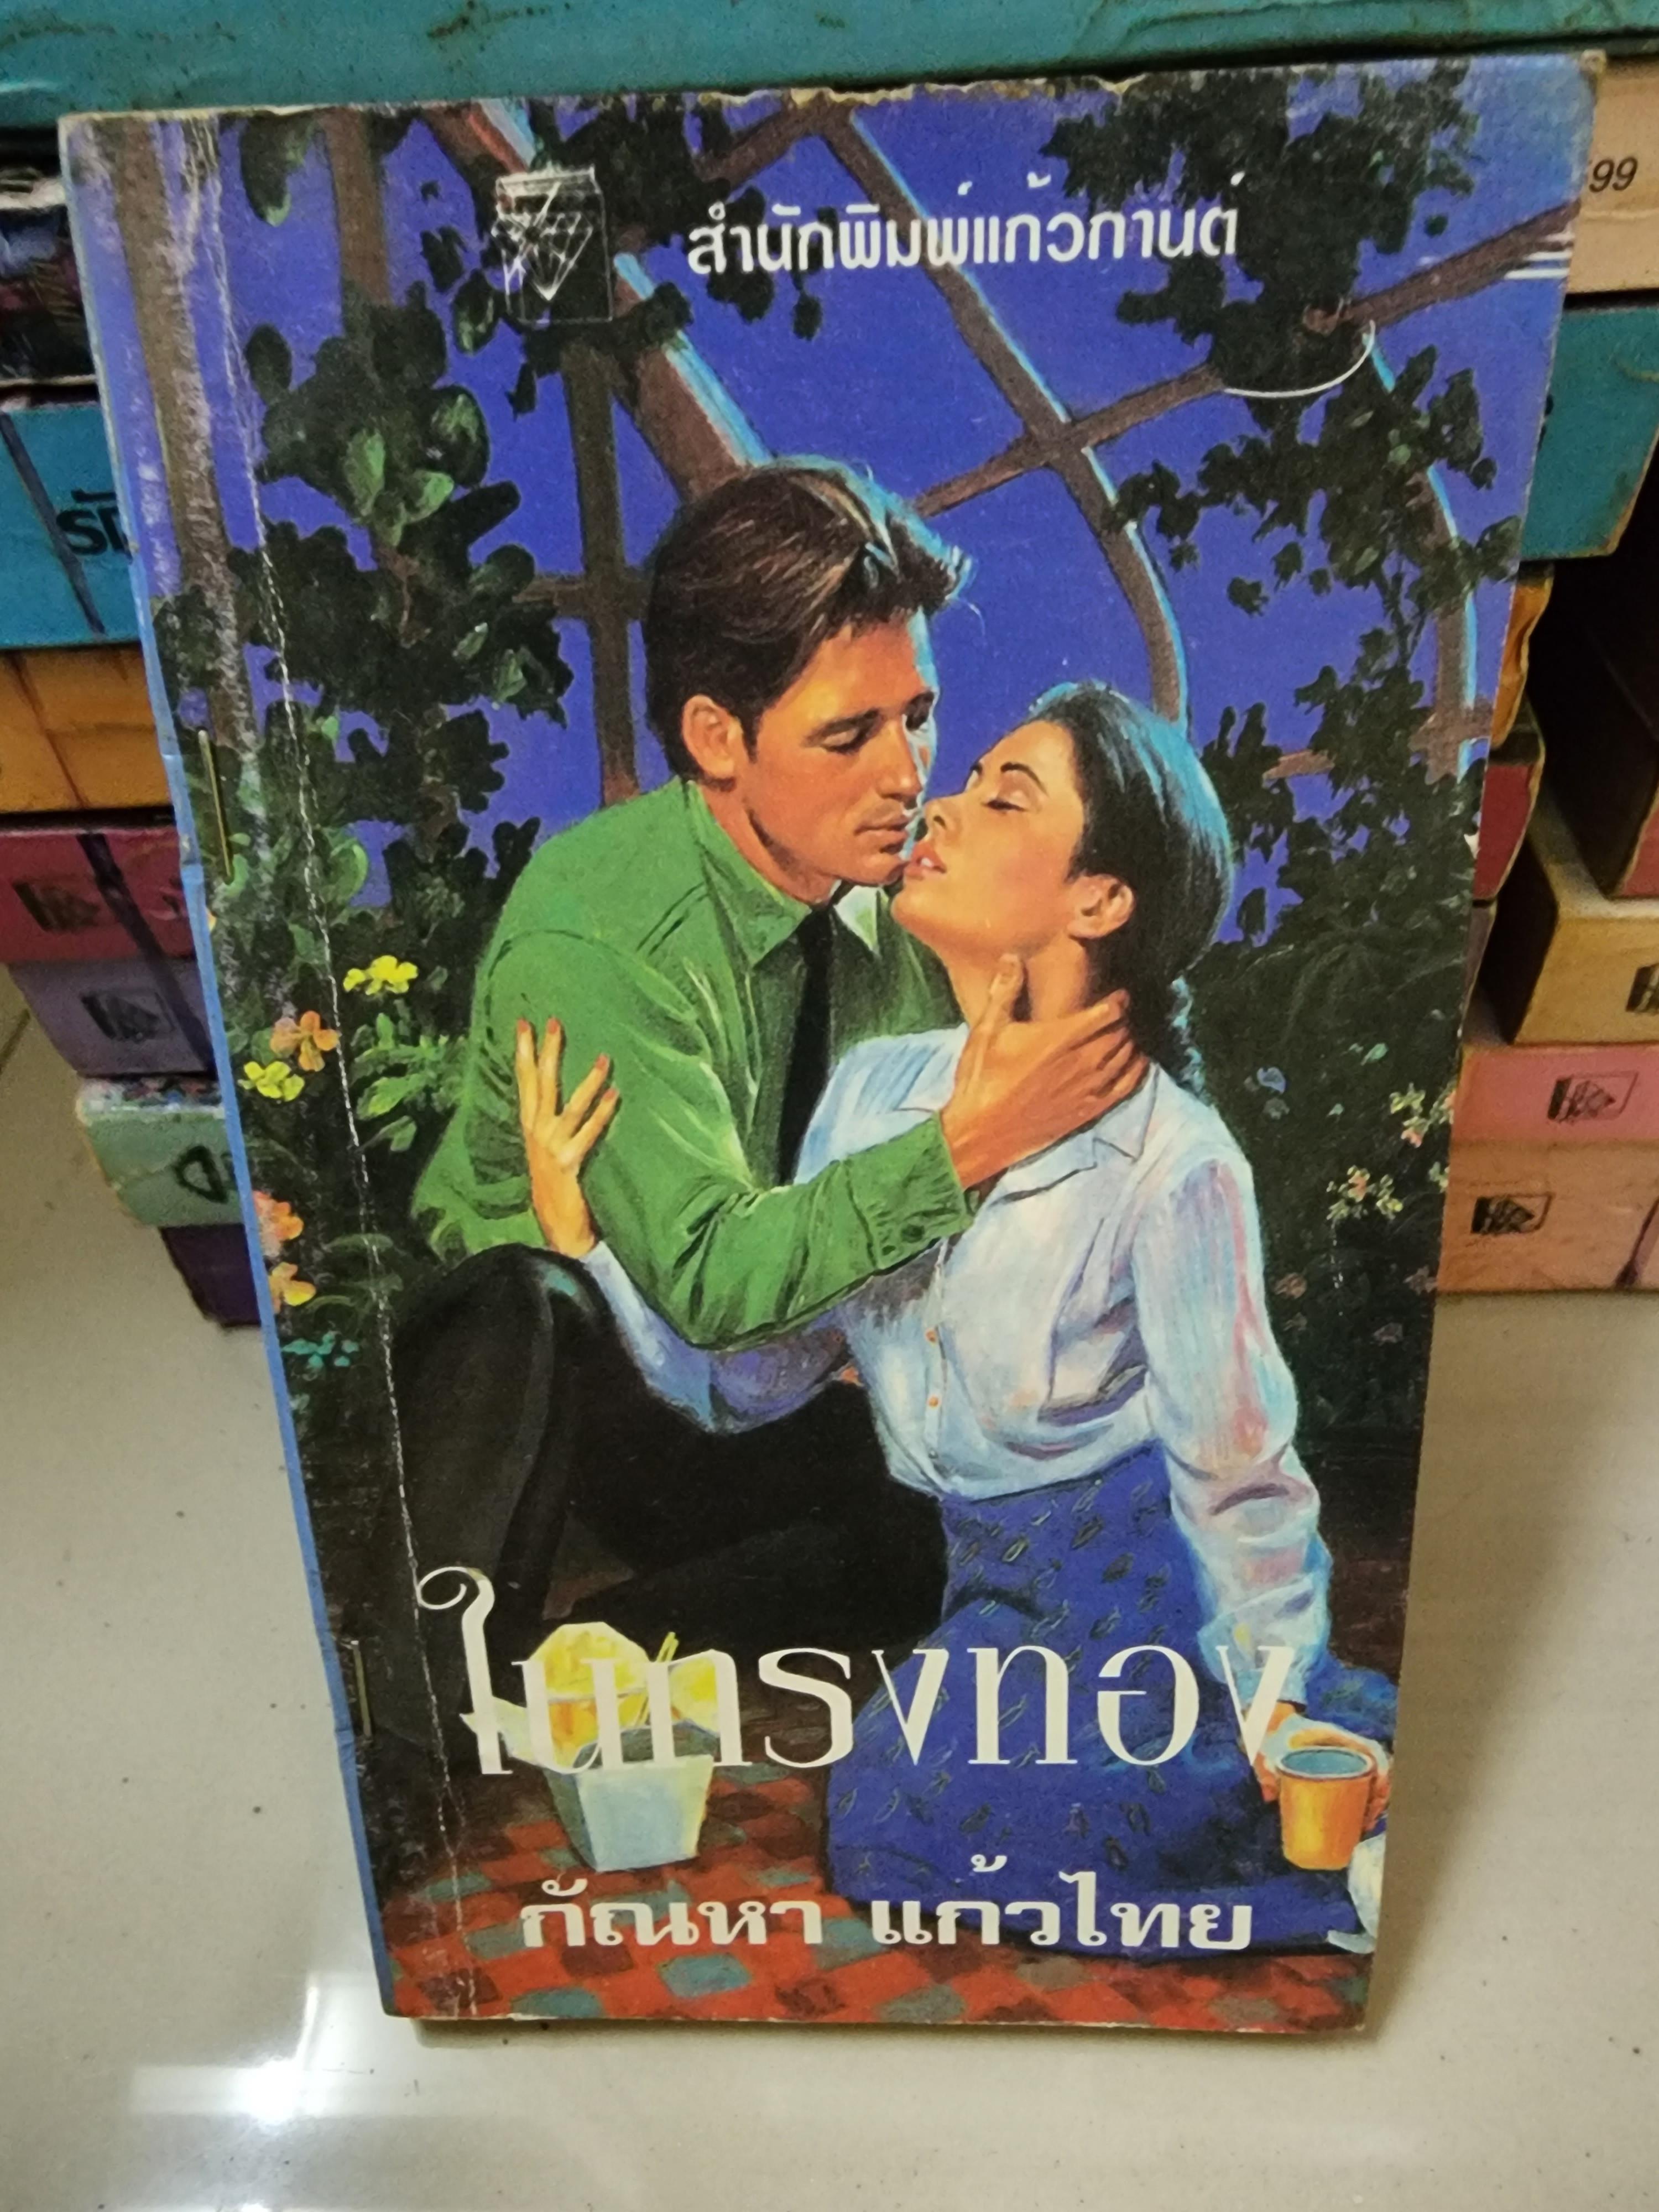 สำนักพิมพ์แก้วกานต์
ในกรงทอง
กัณหา แก้วไทย
99